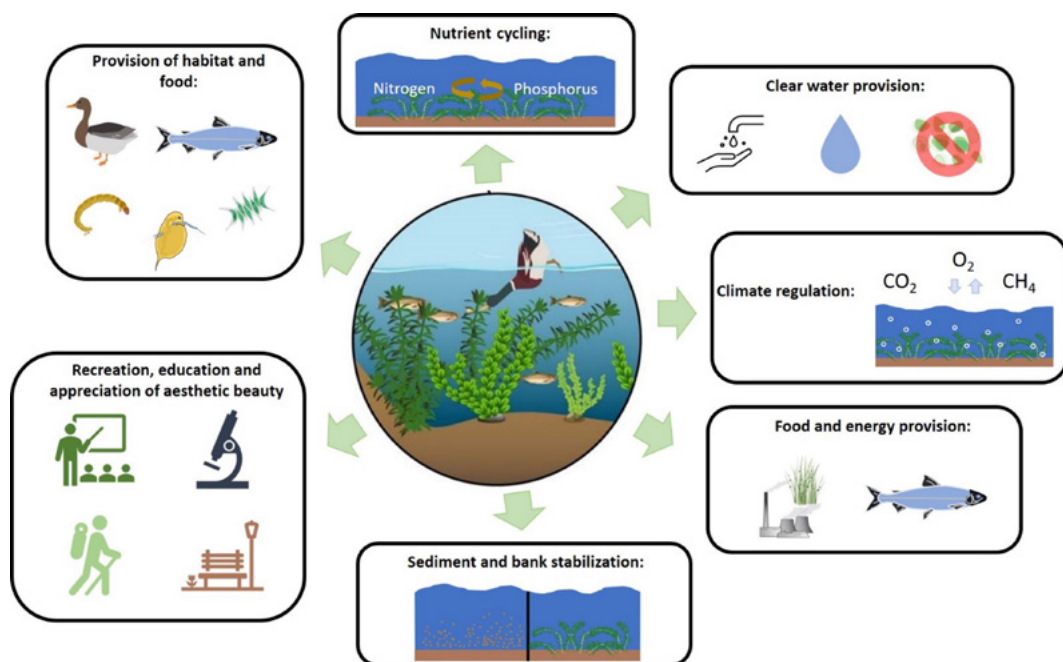 Nutrient cycling:
Nitrogen
Phosphorus
Provision of habitat and
food:
Clear water provision:
Climate regulation:
CO₂
O₂
CH₄
Recreation, education and
appreciation of aesthetic beauty
Food and energy provision:
Sediment and bank stabilization: